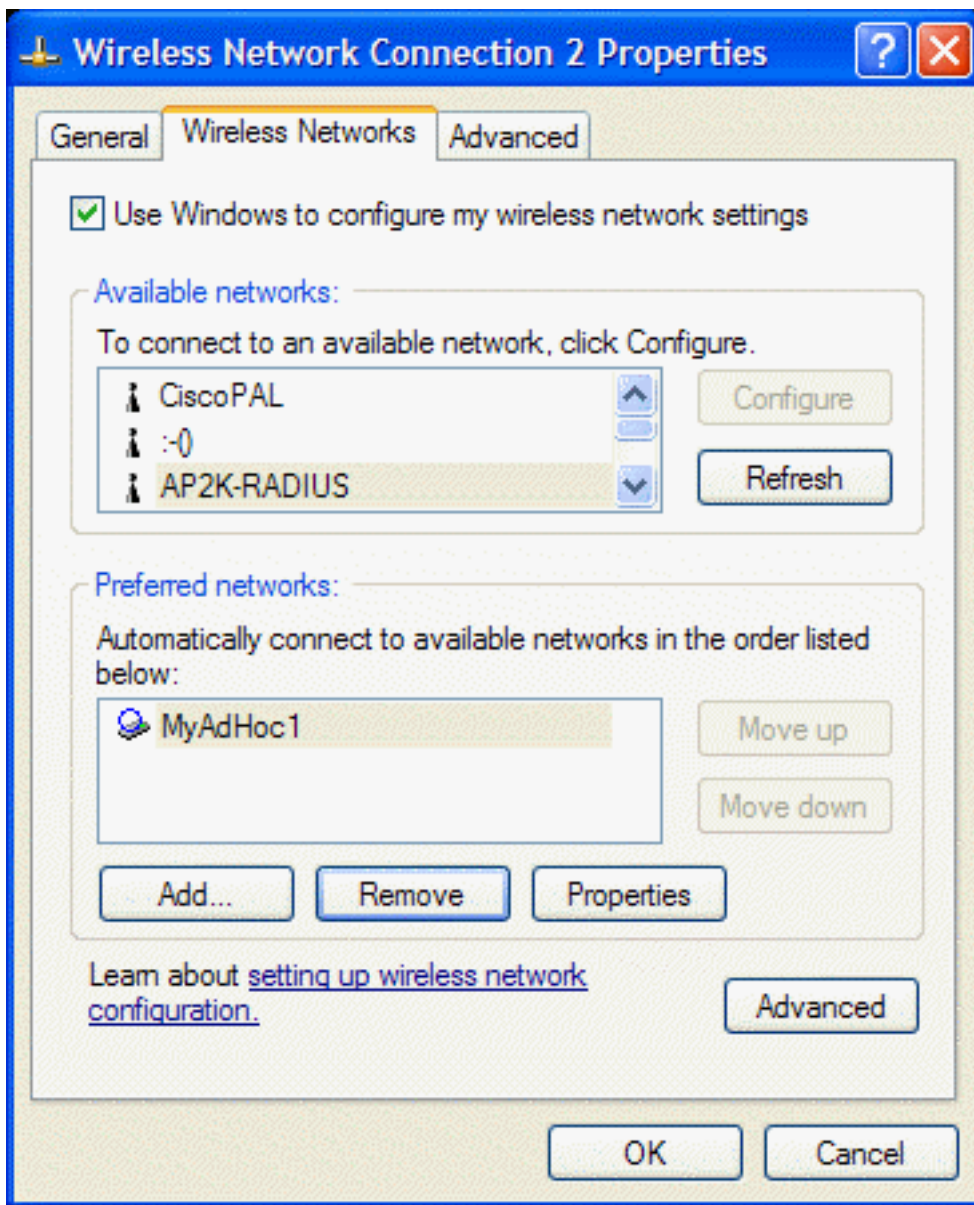 Wireless Network Connection 2 Properties
General
Wireless Networks
Advanced
Use Windows to configure my wireless network settings
Available networks:
To connect to an available network, click Configure.
CiscoPAL
:-()
AP2K-RADIUS
Configure
Refresh
Preferred networks:
Automatically connect to available networks in the order listed
below:
MyAdHoc1
Move up
Move down
Add...
Remove
Properties
Learn about setting up wireless network
configuration.
Advanced
OK
Cancel